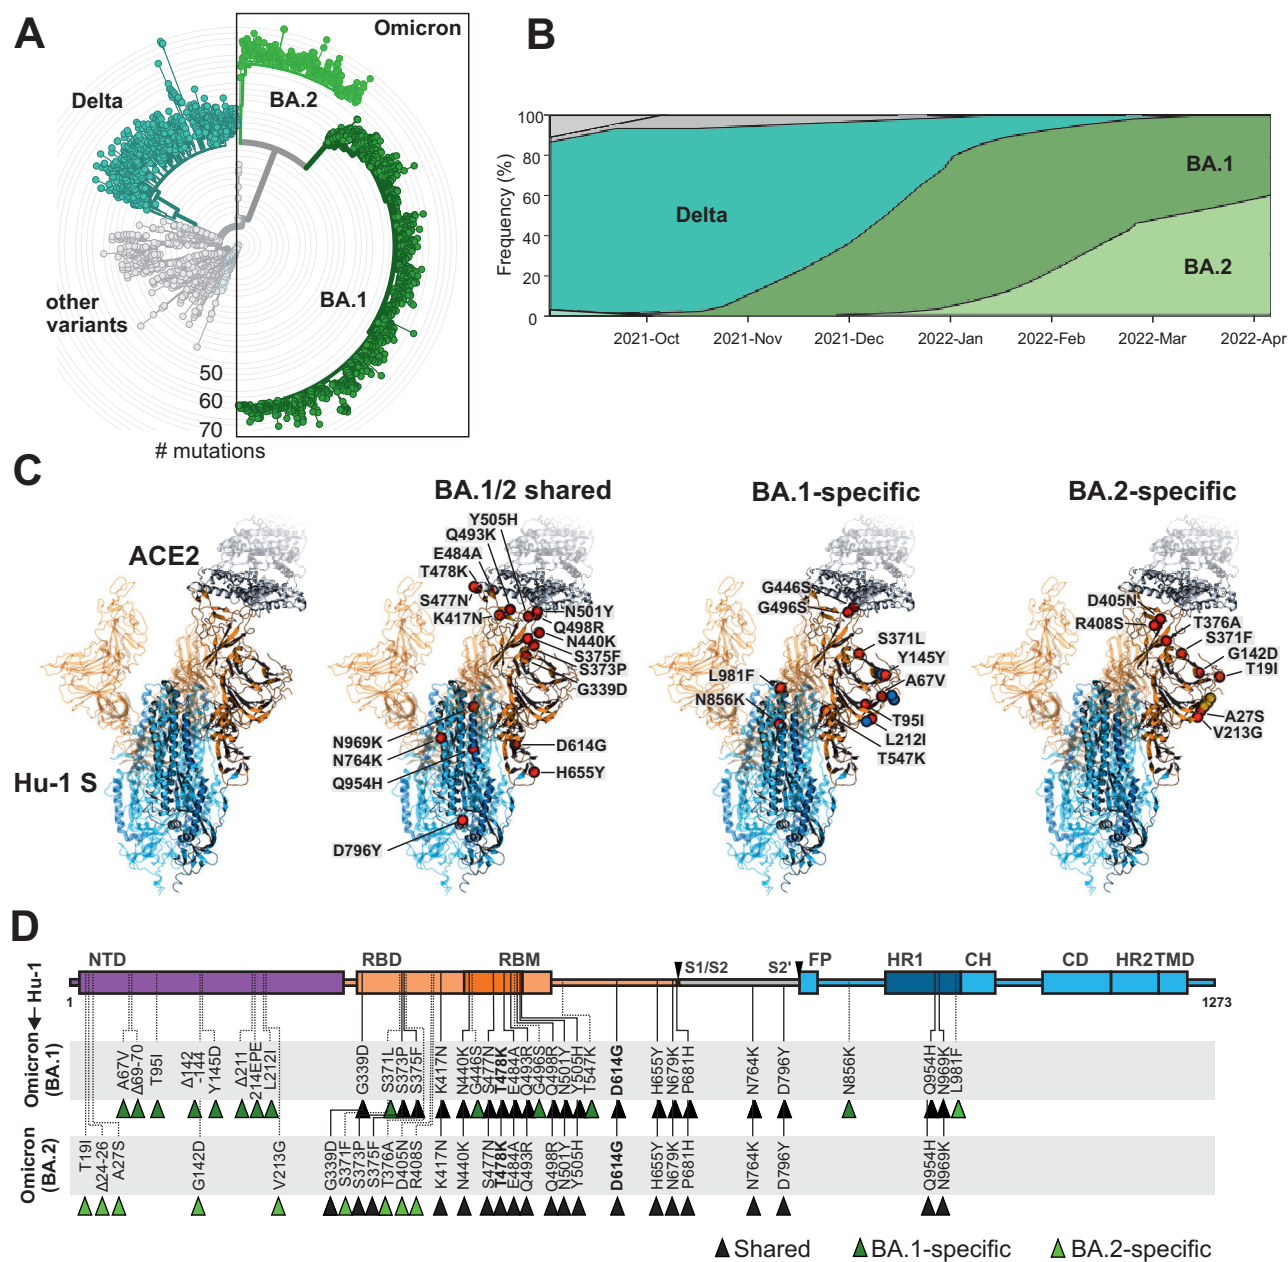 A
Omicron
BA.2
Delta
BA.1
other
variants
50
60
70
# mutations
B
Frequency (%)
100
80
60
40
20
0
Delta
BA.1
BA.2
2021-Oct
2021-Nov
2021-Dec
2022-Jan
2022-Feb
2022-Mar
2022-Apr
C
ACE2
Hu-1 S
BA.1/2 shared
Y505H
Q493K
E484A
T478K
S477N
K417N
N501Y
Q498R
N440K
S375F
S373P
G339D
N969K
N764K
Q954H
D614G
H655Y
D796Y
BA.1-specific
G446S
G496S
S371L
Y145Y
A67V
L981F
N856K
T95I
L212I
T547K
BA.2-specific
D405N
R408S
T376A
S371F
G142D
T19I
A27S
V213G
D
Hu-1
NTD
RBD
RBM
S1/S2
S2'
FP
HR1
CH
CD
HR2
TMD
1
1273
Omicron
(BA.1)
A67V
Δ69-70
T95I
Δ142
-144
Y145D
Δ211
214EPE
L212I
G339D
S371L
S373P
S375F
K417N
N440K
G446S
S477N
T478K
E484A
Q493R
G496S
Q498R
N501Y
Y505H
T547K
D614G
H655Y
N679K
P681H
N764K
D796Y
N856K
Q954H
N969K
L981F
Omicron
(BA.2)
T19I
Δ24-26
A27S
G142D
V213G
G339D
S371F
S373P
S375F
T376A
D405N
R408S
K417N
N440K
S477N
T478K
E484A
Q493R
Q498R
N501Y
Y505H
D614G
H655Y
N679K
P681H
N764K
D796Y
Q954H
N969K
Shared
BA.1-specific
BA.2-specific